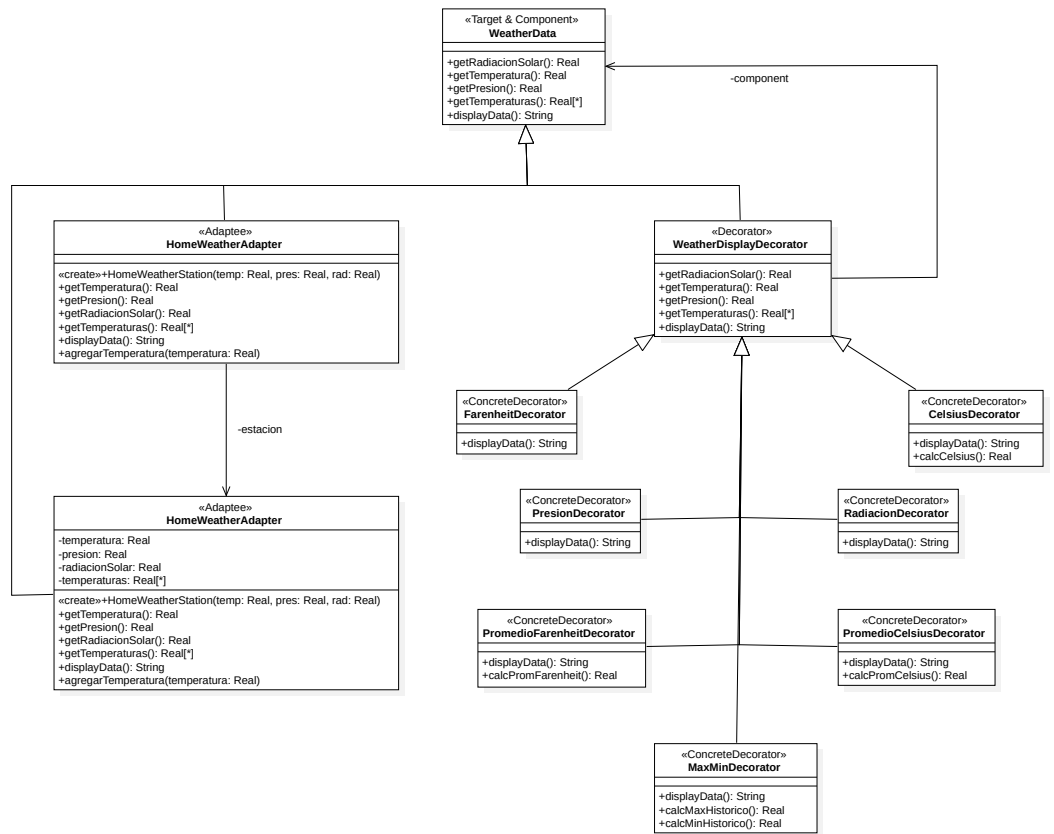 «Target & Component»
WeatherData
+getRadiacionSolar(): Real
+getTemperatura(): Real
+getPresion(): Real
+getTemperaturas(): Real[*]
+displayData(): String
-component
«Adaptee»
HomeWeatherAdapter
«create»+HomeWeatherStation(temp: Real, pres: Real, rad: Real)
+getTemperatura(): Real
+getPresion(): Real
+getRadiacionSolar(): Real
+getTemperaturas(): Real[*]
+displayData(): String
+agregarTemperatura(temperatura: Real)
«Decorator»
WeatherDisplayDecorator
+getRadiacionSolar(): Real
+getTemperatura(): Real
+getPresion(): Real
+getTemperaturas(): Real[*]
+displayData(): String
-estacion
«ConcreteDecorator»
FarenheitDecorator
+displayData(): String
«ConcreteDecorator»
CelsiusDecorator
+displayData(): String
+calcCelsius(): Real
«Adaptee»
HomeWeatherAdapter
-temperatura: Real
-presion: Real
-radiacionSolar: Real
-temperaturas: Real[*]
«create»+HomeWeatherStation(temp: Real, pres: Real, rad: Real)
+getTemperatura(): Real
+getPresion(): Real
+getRadiacionSolar(): Real
+getTemperaturas(): Real[*]
+displayData(): String
+agregarTemperatura(temperatura: Real)
«ConcreteDecorator»
PresionDecorator
+displayData(): String
«ConcreteDecorator»
RadiacionDecorator
+displayData(): String
«ConcreteDecorator»
PromedioFarenheitDecorator
+displayData(): String
+calcPromFarenheit(): Real
«ConcreteDecorator»
PromedioCelsiusDecorator
+displayData(): String
+calcPromCelsius(): Real
«ConcreteDecorator»
MaxMinDecorator
+displayData(): String
+calcMaxHistorico(): Real
+calcMinHistorico(): Real